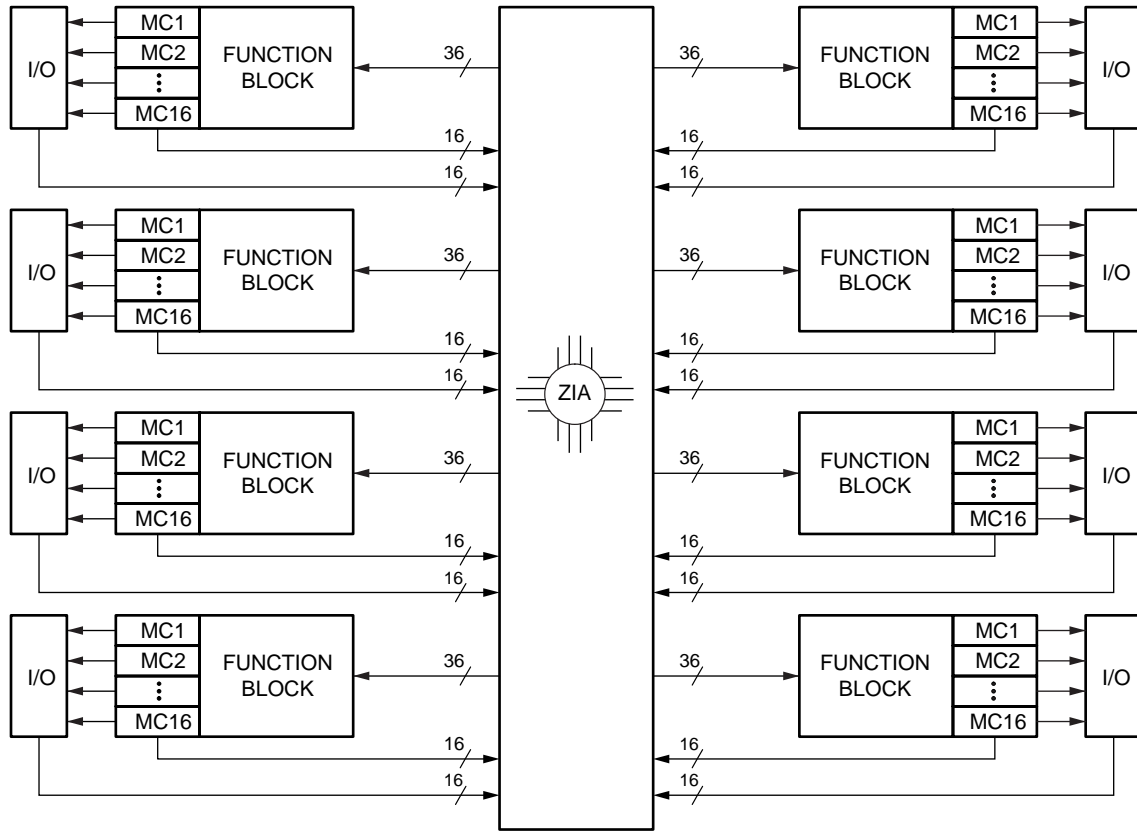 I/O
MC1
MC2
MC16
FUNCTION
BLOCK
36
16
16
36
16
16
FUNCTION
BLOCK
MC1
MC2
MC16
I/O
I/O
MC1
MC2
MC16
FUNCTION
BLOCK
36
16
16
36
16
16
FUNCTION
BLOCK
MC1
MC2
MC16
I/O
ZIA
I/O
MC1
MC2
MC16
FUNCTION
BLOCK
36
16
16
36
16
16
FUNCTION
BLOCK
MC1
MC2
MC16
I/O
I/O
MC1
MC2
MC16
FUNCTION
BLOCK
36
16
16
36
16
16
FUNCTION
BLOCK
MC1
MC2
MC16
I/O